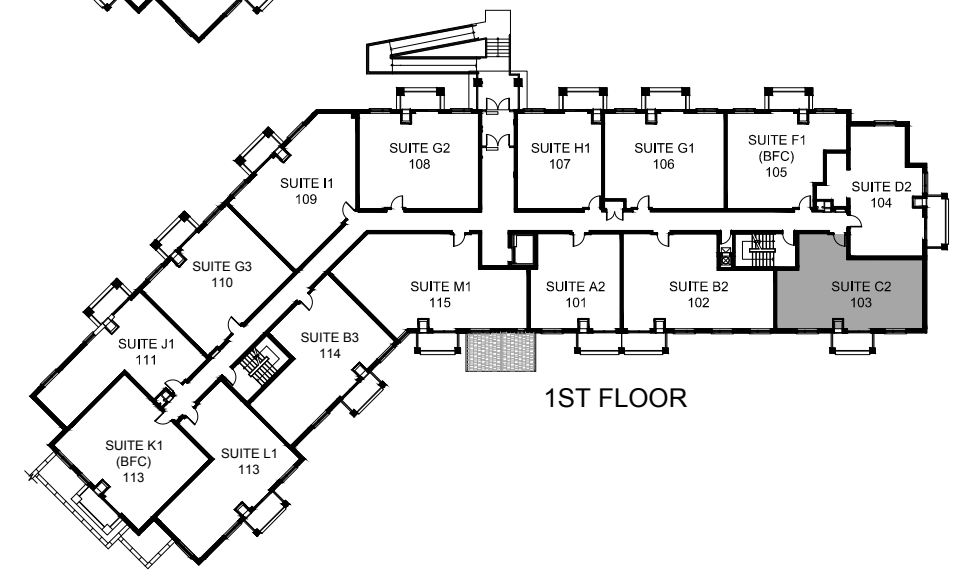 SUITE G2
108
SUITE H1
107
SUITE G1
106
SUITE F1
(BFC)
105
SUITE D2
104
SUITE I1
109
SUITE G3
110
SUITE M1
115
SUITE A2
101
SUITE B2
102
SUITE C2
103
SUITE J1
111
SUITE B3
114
SUITE K1
(BFC)
113
SUITE L1
113
1ST FLOOR